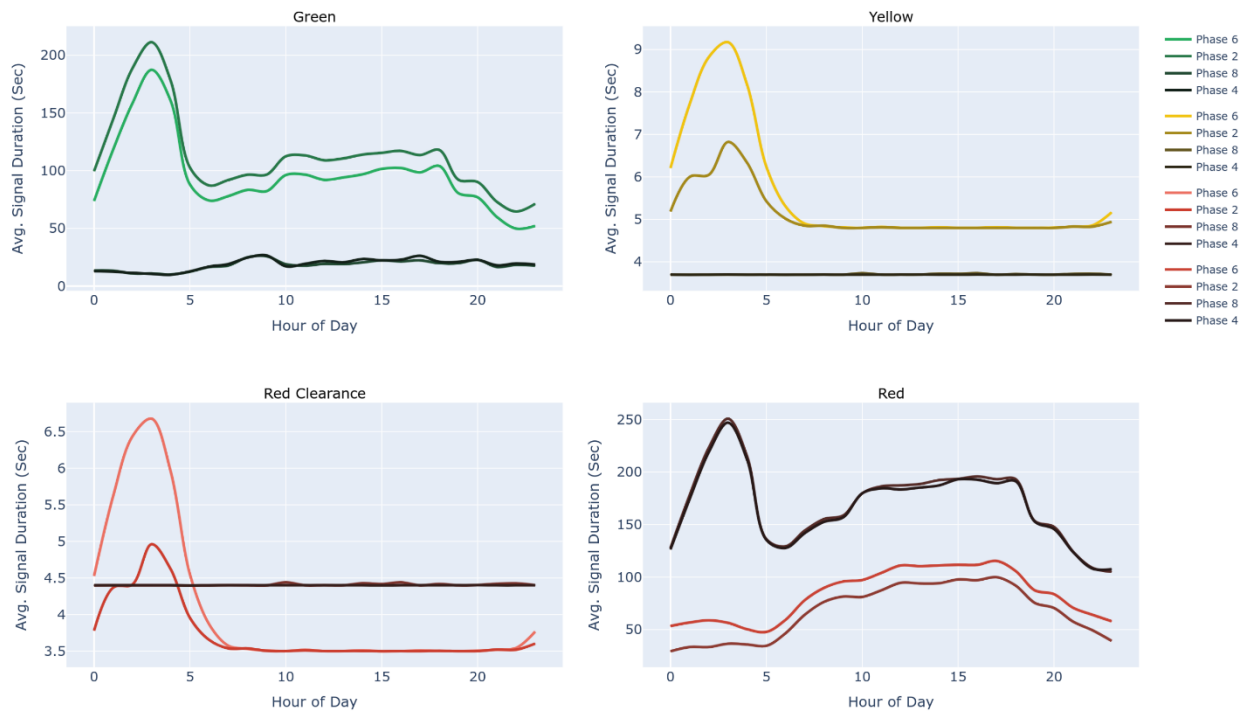 Green
Avg. Signal Duration (Sec)
200
150
100
50
0
0 5 10 15 20
Hour of Day
Yellow
Avg. Signal Duration (Sec)
9
8
7
6
5
4
0 5 10 15 20
Hour of Day
Phase 6
Phase 2
Phase 8
Phase 4
Phase 6
Phase 2
Phase 8
Phase 4
Phase 6
Phase 2
Phase 8
Phase 4
Phase 6
Phase 2
Phase 8
Phase 4
Red Clearance
Avg. Signal Duration (Sec)
6.5
6
5.5
5
4.5
4
3.5
0 5 10 15 20
Hour of Day
Red
Avg. Signal Duration (Sec)
250
200
150
100
50
0 5 10 15 20
Hour of Day